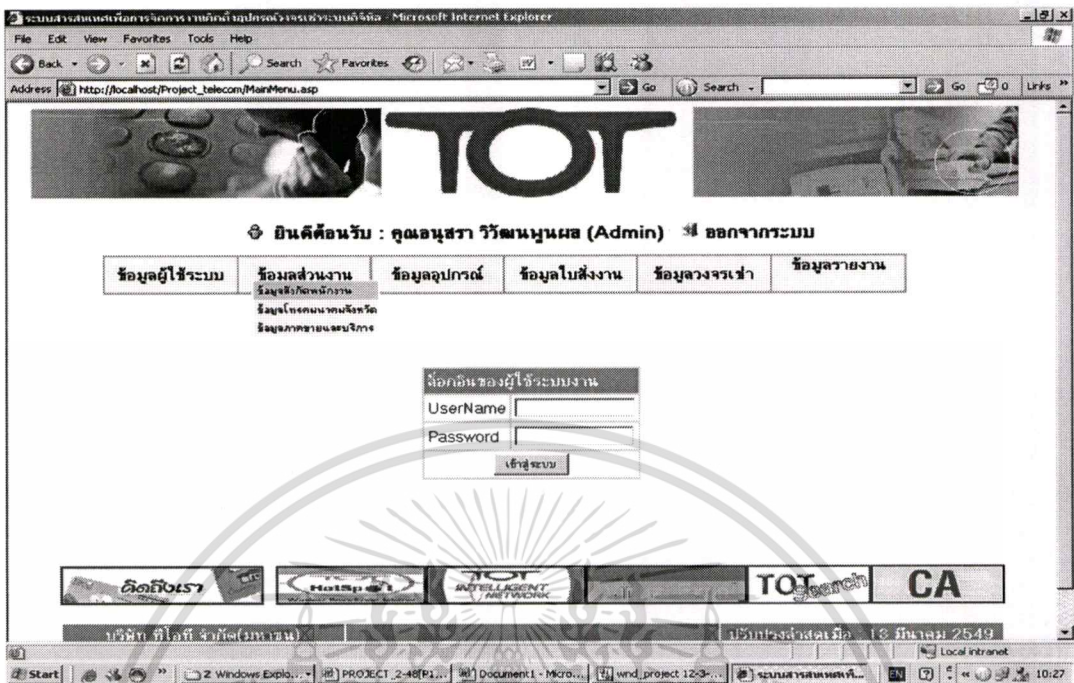 ระบบสารสนเทศเพื่อการจัดการงานติดตั้งอุปกรณ์วงจรเช่าระบบดิจิทัล - Microsoft Internet Explorer
File Edit View Favorites Tools Help
Back Search Favorites
Address http://localhost/Project_telecom/MainMenu.asp Go Search Go 0 Links
TOT
ยินดีต้อนรับ : คุณอนุสรา วิวัฒนพูนผล (Admin) ออกจากระบบ
ข้อมูลผู้ใช้ระบบ ข้อมูลส่วนงาน ข้อมูลอุปกรณ์ ข้อมูลใบสั่งงาน ข้อมูลวงจรเช่า ข้อมูลรายงาน
ข้อมูลสังกัดพนักงาน
ข้อมูลโทรคมนาคมจังหวัด
ข้อมูลภาคขายและบริการ
ล็อกอินของผู้ใช้ระบบงาน
UserName
Password
เข้าสู่ระบบ
ติดถึงเรา HotSp TOT INTELLIGENT NETWORK TOTsearch CA
บริษัท ทีโอที จำกัด(มหาชน) ปรับปรุงล่าสุดเมื่อ 13 มีนาคม 2549
Local intranet
Start 2 Windows Explo... PROJECT_2-48[P1... Document1 - Micro... wnd_project 12-3-... ระบบสารสนเทศเพื่... EN 10:27